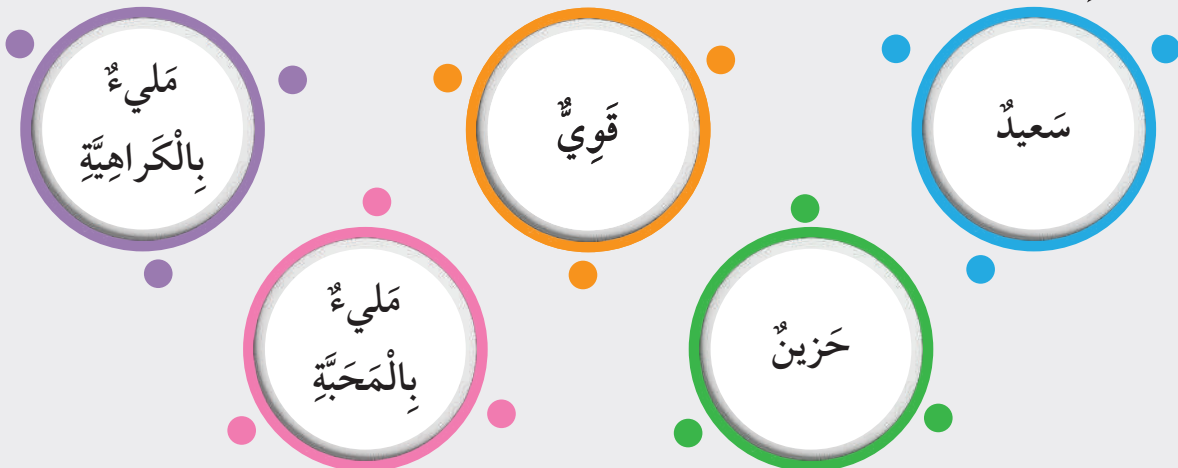 سَعيدٌ
قَوِيٌّ
مَليءٌ
بِالْكَراهِيَّةِ
حَزينٌ
مَليءٌ
بِالْمَحَبَّةِ